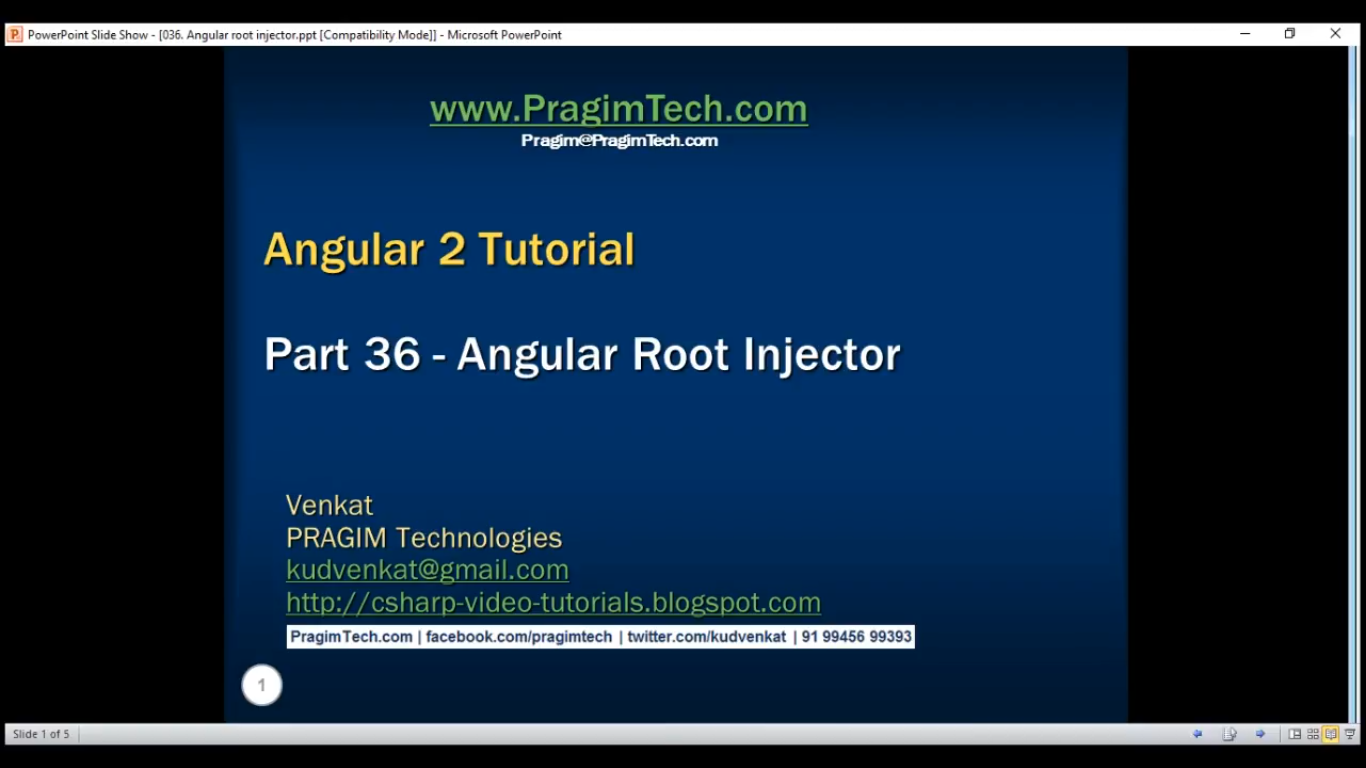 PowerPoint Slide Show - [036. Angular root injector.ppt [Compatibility Mode]] - Microsoft PowerPoint
www.PragimTech.com
Pragim@PragimTech.com
Angular 2 Tutorial
Part 36 - Angular Root Injector
Venkat
PRAGIM Technologies
kudvenkat@gmail.com
http://csharp-video-tutorials.blogspot.com
PragimTech.com | facebook.com/pragimtech | twitter.com/kudvenkat | 91 99456 99393
1
Slide 1 of 5